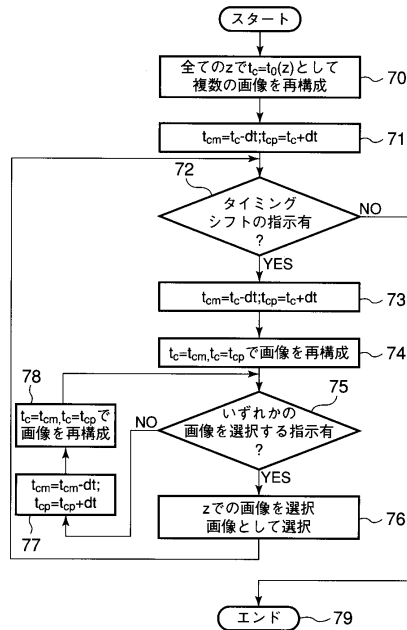 スタート
全てのzでtc=t0(z)として
複数の画像を再構成
70
tcm=tc-dt;tcp=tc+dt
71
72
タイミング
シフトの指示有
?
NO
YES
tcm=tc-dt;tcp=tc+dt
73
tc=tcm,tc=tcpで画像を再構成
74
75
いずれかの
画像を選択する指示有
?
NO
YES
78
tc=tcm,tc=tcpで
画像を再構成
tcm=tcm-dt;
tcp=tcp+dt
77
zでの画像を選択
画像として選択
76
エンド
79